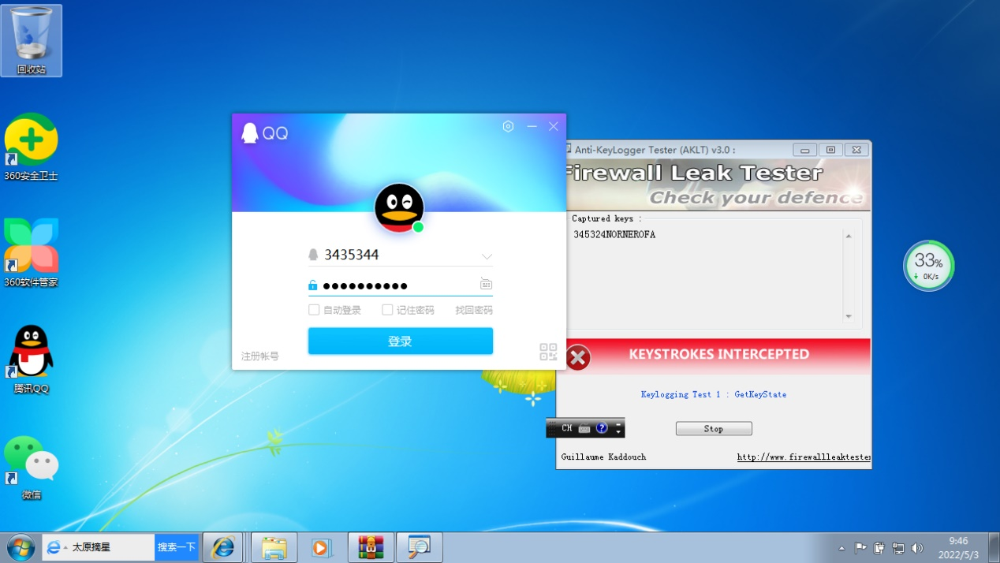 回收站
360安全卫士
360软件管家
腾讯QQ
微信
QQ
3435344
自动登录
记住密码
找回密码
登录
注册帐号
Anti-KeyLogger Tester (AKLT) v3.0 :
Firewall Leak Tester
Check your defence
Captured keys :
345324NORNEROFA
KEYSTROKES INTERCEPTED
Keylogging Test 1 : GetKeyState
CH
Stop
Guillaume Kaddouch
http://www.firewallleaktester
33%
0K/s
太原摘星
搜索一下
9:46
2022/5/3